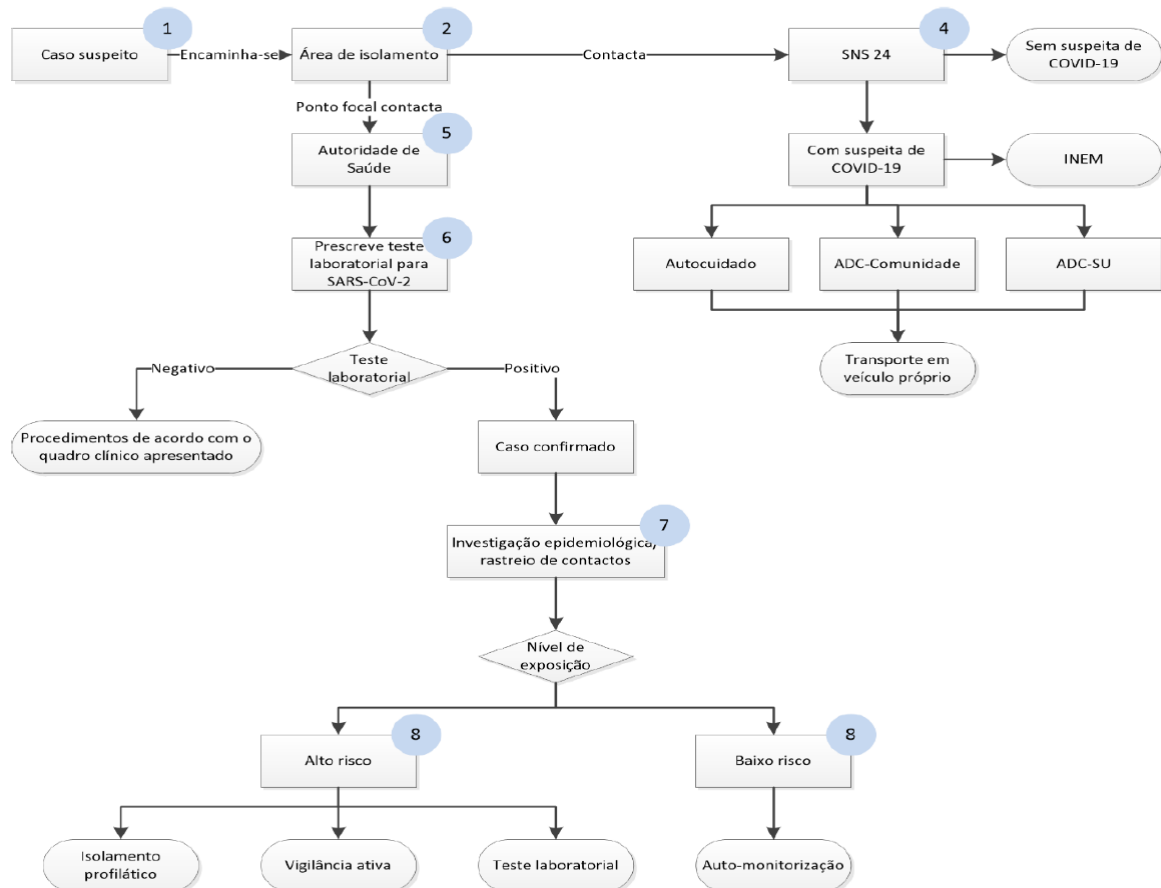 1
Caso suspeito
Encaminha-se
2
Área de isolamento
Contacta
4
SNS 24
Sem suspeita de
COVID-19
Ponto focal contacta
5
Autoridade de
Saúde
Com suspeita de
COVID-19
INEM
6
Prescreve teste
laboratorial para
SARS-CoV-2
Autocuidado
ADC-Comunidade
ADC-SU
Transporte em
veículo próprio
Negativo
Teste
laboratorial
Positivo
Procedimentos de acordo com o
quadro clínico apresentado
Caso confirmado
7
Investigação epidemiológica/
rastreio de contactos
Nível de
exposição
8
Alto risco
8
Baixo risco
Isolamento
profilático
Vigilância ativa
Teste laboratorial
Auto-monitorização